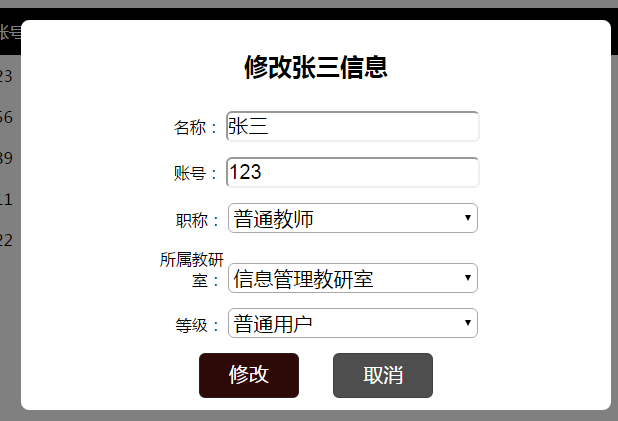 张号
修改张三信息
23
名称： 张三
56
账号： 123
89
11
职称： 普通教师
22
所属教研
室： 信息管理教研室
等级： 普通用户
修改 取消